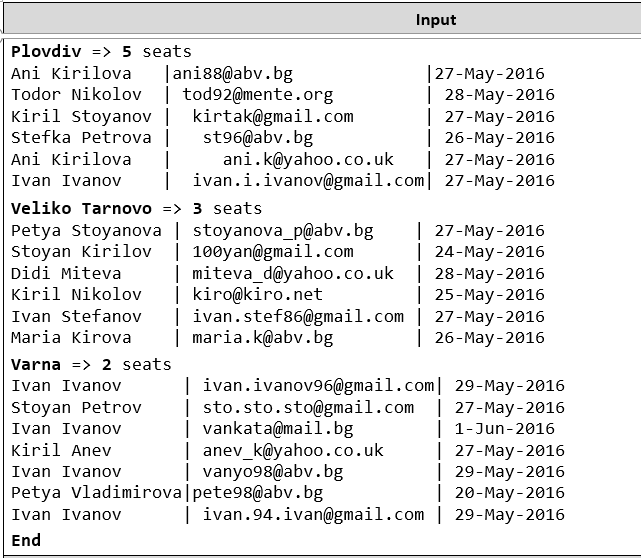 Input
Plovdiv => 5 seats
Ani Kirilova   |ani88@abv.bg             |27-May-2016
Todor Nikolov  | tod92@mente.org         | 28-May-2016
Kiril Stoyanov |  kirtak@gmail.com       | 27-May-2016
Stefka Petrova |   st96@abv.bg           | 26-May-2016
Ani Kirilova   |     ani.k@yahoo.co.uk   | 27-May-2016
Ivan Ivanov    |  ivan.i.ivanov@gmail.com| 27-May-2016
Veliko Tarnovo => 3 seats
Petya Stoyanova | stoyanova_p@abv.bg    | 27-May-2016
Stoyan Kirilov  | 100yan@gmail.com      | 24-May-2016
Didi Miteva     | miteva_d@yahoo.co.uk  | 28-May-2016
Kiril Nikolov   | kiro@kiro.net         | 25-May-2016
Ivan Stefanov   | ivan.stef86@gmail.com | 27-May-2016
Maria Kirova    | maria.k@abv.bg        | 26-May-2016
Varna => 2 seats
Ivan Ivanov      | ivan.ivanov96@gmail.com| 29-May-2016
Stoyan Petrov    | sto.sto.sto@gmail.com  | 27-May-2016
Ivan Ivanov      | vankata@mail.bg        | 1-Jun-2016
Kiril Anev       | anev_k@yahoo.co.uk     | 27-May-2016
Ivan Ivanov      | vanyo98@abv.bg         | 29-May-2016
Petya Vladimirova|pete98@abv.bg           | 20-May-2016
Ivan Ivanov      | ivan.94.ivan@gmail.com | 29-May-2016
End